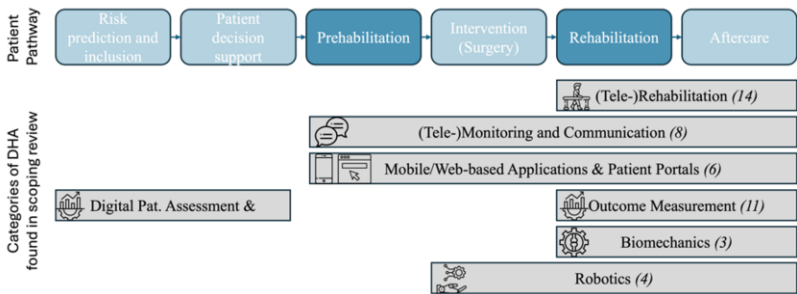 Patient
Pathway
Risk
prediction and
inclusion
Patient
decision
support
Prehabilitation
Intervention
(Surgery)
Rehabilitation
Aftercare
Categories of DHA
found in scoping review
(Tele-)Rehabilitation (14)
(Tele-)Monitoring and Communication (8)
Mobile/Web-based Applications & Patient Portals (6)
Digital Pat. Assessment &
Outcome Measurement (11)
Biomechanics (3)
Robotics (4)